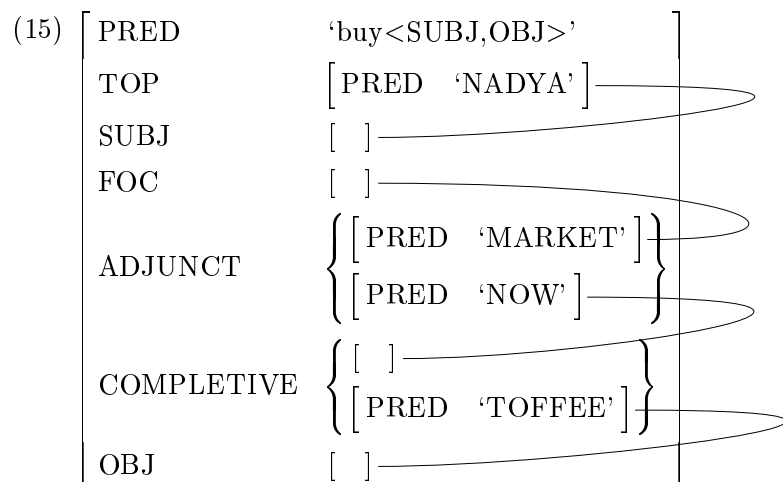 (15) PRED ‘buy<SUBJ,OBJ>’
TOP [ PRED ‘NADYA’ ]
SUBJ [ ]
FOC [ ]
ADJUNCT { [ PRED ‘MARKET’ ]
[ PRED ‘NOW’ ] }
COMPLETIVE { [ ]
[ PRED ‘TOFFEE’ ] }
OBJ [ ]